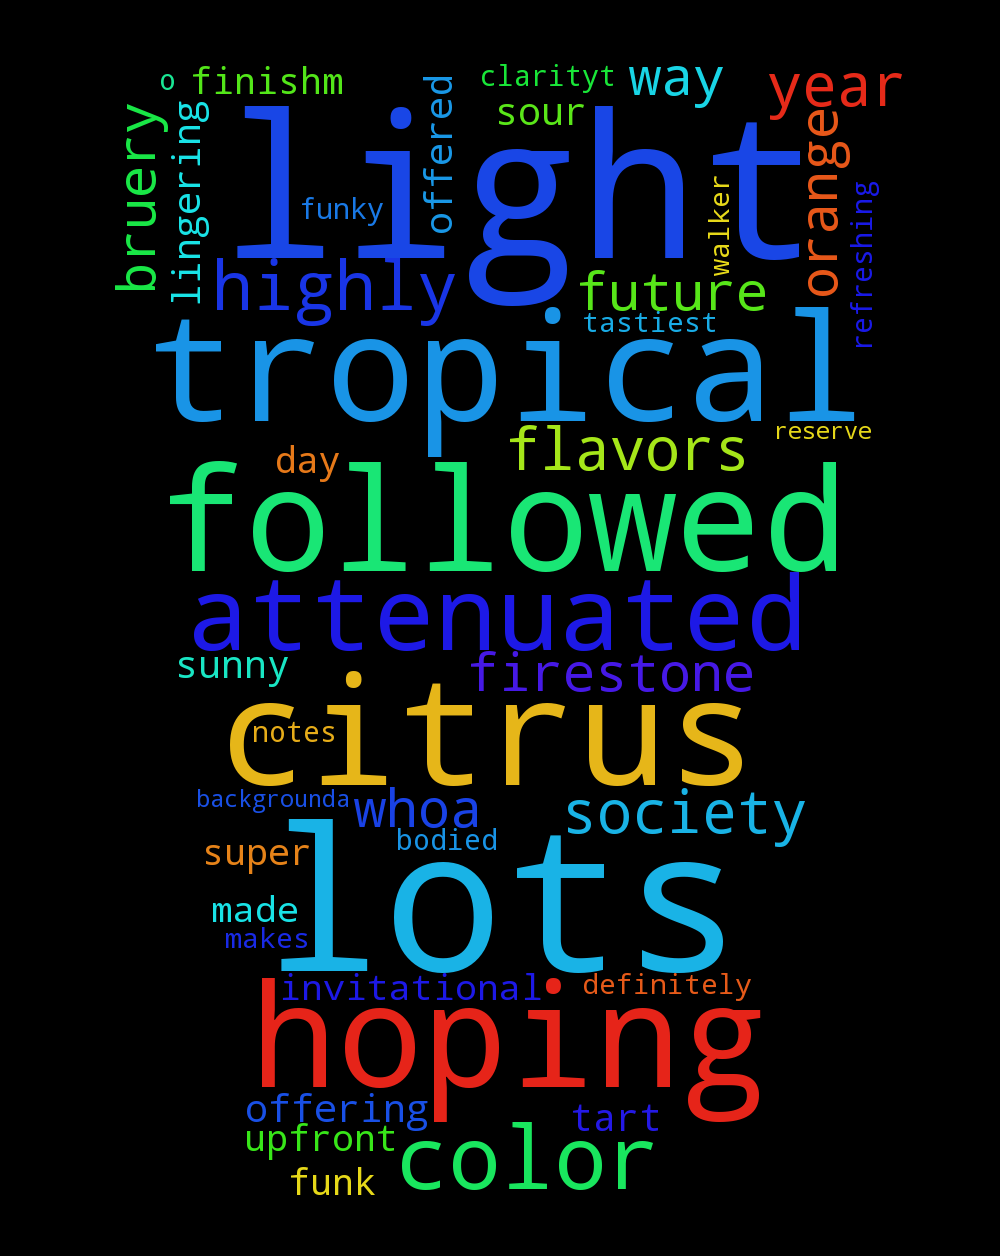 o finishm
clarityt
way
year
sour
bruery
lingering
offered
orange
light
funky
walker
refreshing
highly
future
tastiest
tropical
flavors
reserve
day
followed
attenuated
sunny
firestone
citrus
notes
backgrounda
whoa
society
bodied
super
lots
made
makes
invitational
definitely
hoping
offering
tart
upfront
color
funk